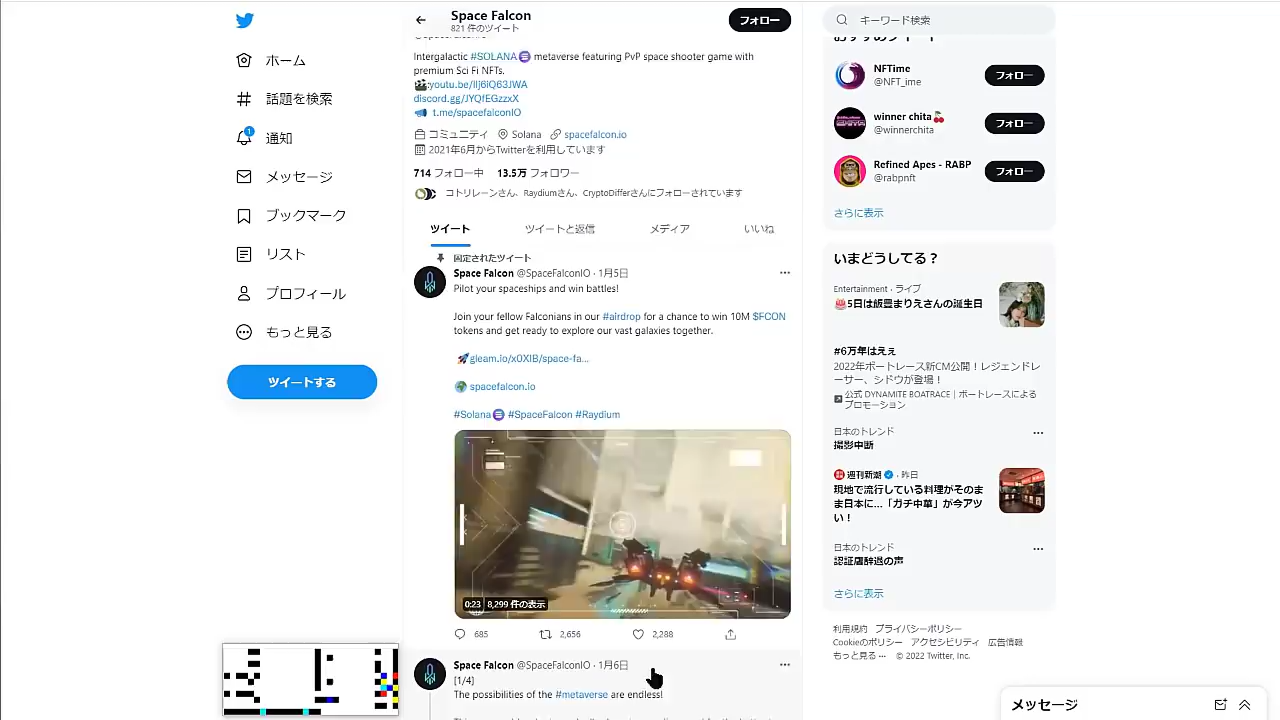 Space Falcon
821 件のツイート
フォロー
ホーム
話題を検索
1
通知
メッセージ
ブックマーク
リスト
プロフィール
もっと見る
ツイートする
Intergalactic #SOLANA metaverse featuring PvP space shooter game with
premium Sci Fi NFTs.
:youtu.be/lIj6iQ63JWA
discord.gg/JYQfEGzzxX
t.me/spacefalconIO
コミュニティ Solana spacefalcon.io
2021年6月からTwitterを利用しています
714 フォロー中 13.5万 フォロワー
コトリレーンさん、Raydiumさん、CryptoDifferさんにフォローされています
ツイート ツイートと返信 メディア いいね
固定されたツイート
Space Falcon @SpaceFalconIO · 1月5日
Pilot your spaceships and win battles!
Join your fellow Falconians in our #airdrop for a chance to win 10M $FCON
tokens and get ready to explore our vast galaxies together.
gleam.io/x0XIB/space-fa...
spacefalcon.io
#Solana #SpaceFalcon #Raydium
0:23 8,299 件の表示
685 2,656 2,288
Space Falcon @SpaceFalconIO · 1月6日
[1/4]
The possibilities of the #metaverse are endless!
キーワード検索
NFTime
@NFT_ime
フォロー
winner chita
@winnerchita
フォロー
Refined Apes - RABP
@rabpnft
フォロー
さらに表示
いまどうしてる？
Entertainment · ライブ
5日は飯豊まりえさんの誕生日
#6万年はえぇ
2022年ボートレース新CM公開！レジェンドレ
ーサー、シドウが登場！
公式 DYNAMITE BOATRACE｜ボートレースによる
プロモーション
日本のトレンド
撮影中断
週刊新潮 · 昨日
現地で流行している料理がそのま
ま日本に…「ガチ中華」が今アツ
い！
日本のトレンド
認証店辞退の声
さらに表示
利用規約 プライバシーポリシー
Cookieのポリシー アクセシビリティ 広告情報
もっと見る ··· © 2022 Twitter, Inc.
メッセージ